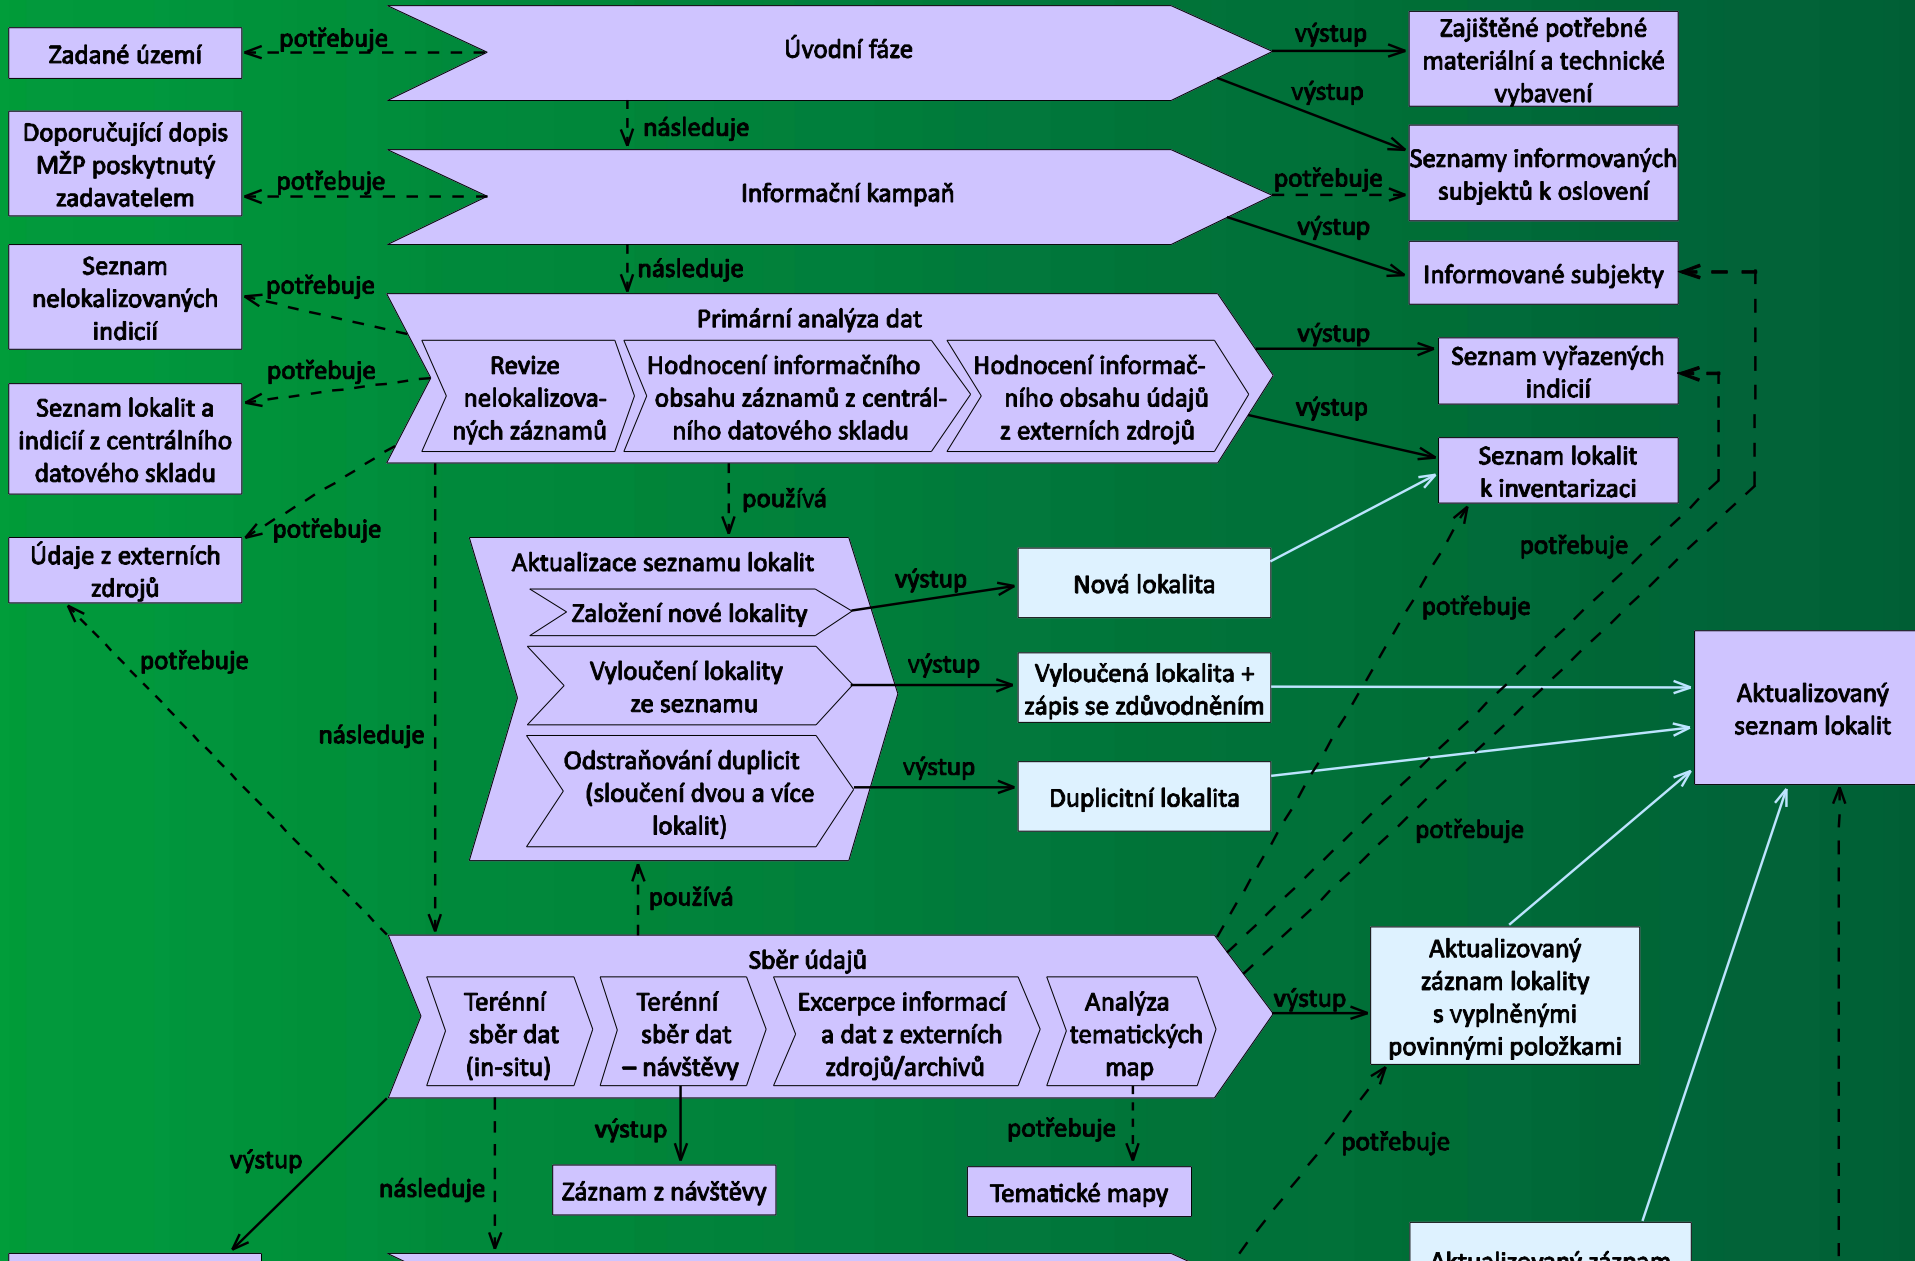 Zadané území
potřebuje
Úvodní fáze
výstup
Zajištěné potřebné
materiální a technické
vybavení
výstup
následuje
Doporučující dopis
MŽP poskytnutý
zadavatelem
potřebuje
Informační kampaň
potřebuje
Seznamy informovaných
subjektů k oslovení
výstup
následuje
Informované subjekty
Seznam
nelokalizovaných
indicií
potřebuje
Primární analýza dat
Revize
nelokalizova-
ných záznamů
Hodnocení informačního
obsahu záznamů z centrál-
ního datového skladu
Hodnocení informač-
ního obsahu údajů
z externích zdrojů
výstup
Seznam vyřazených
indicií
potřebuje
Seznam lokalit a
indicií z centrálního
datového skladu
výstup
Seznam lokalit
k inventarizaci
potřebuje
používá
Údaje z externích
zdrojů
Aktualizace seznamu lokalit
Založení nové lokality
výstup
Nová lokalita
potřebuje
potřebuje
potřebuje
Vyloučení lokality
ze seznamu
výstup
Vyloučená lokalita +
zápis se zdůvodněním
Aktualizovaný
seznam lokalit
následuje
Odstraňování duplicit
(sloučení dvou a více
lokalit)
výstup
Duplicitní lokalita
potřebuje
používá
Sběr údajů
Terénní
sběr dat
(in-situ)
Terénní
sběr dat
– návštěvy
Excerpce informací
a dat z externích
zdrojů/archivů
Analýza
tematických
map
výstup
Aktualizovaný
záznam lokality
s vyplněnými
povinnými položkami
výstup
následuje
výstup
Záznam z návštěvy
potřebuje
Tematické mapy
potřebuje
Aktualizovaný záznam